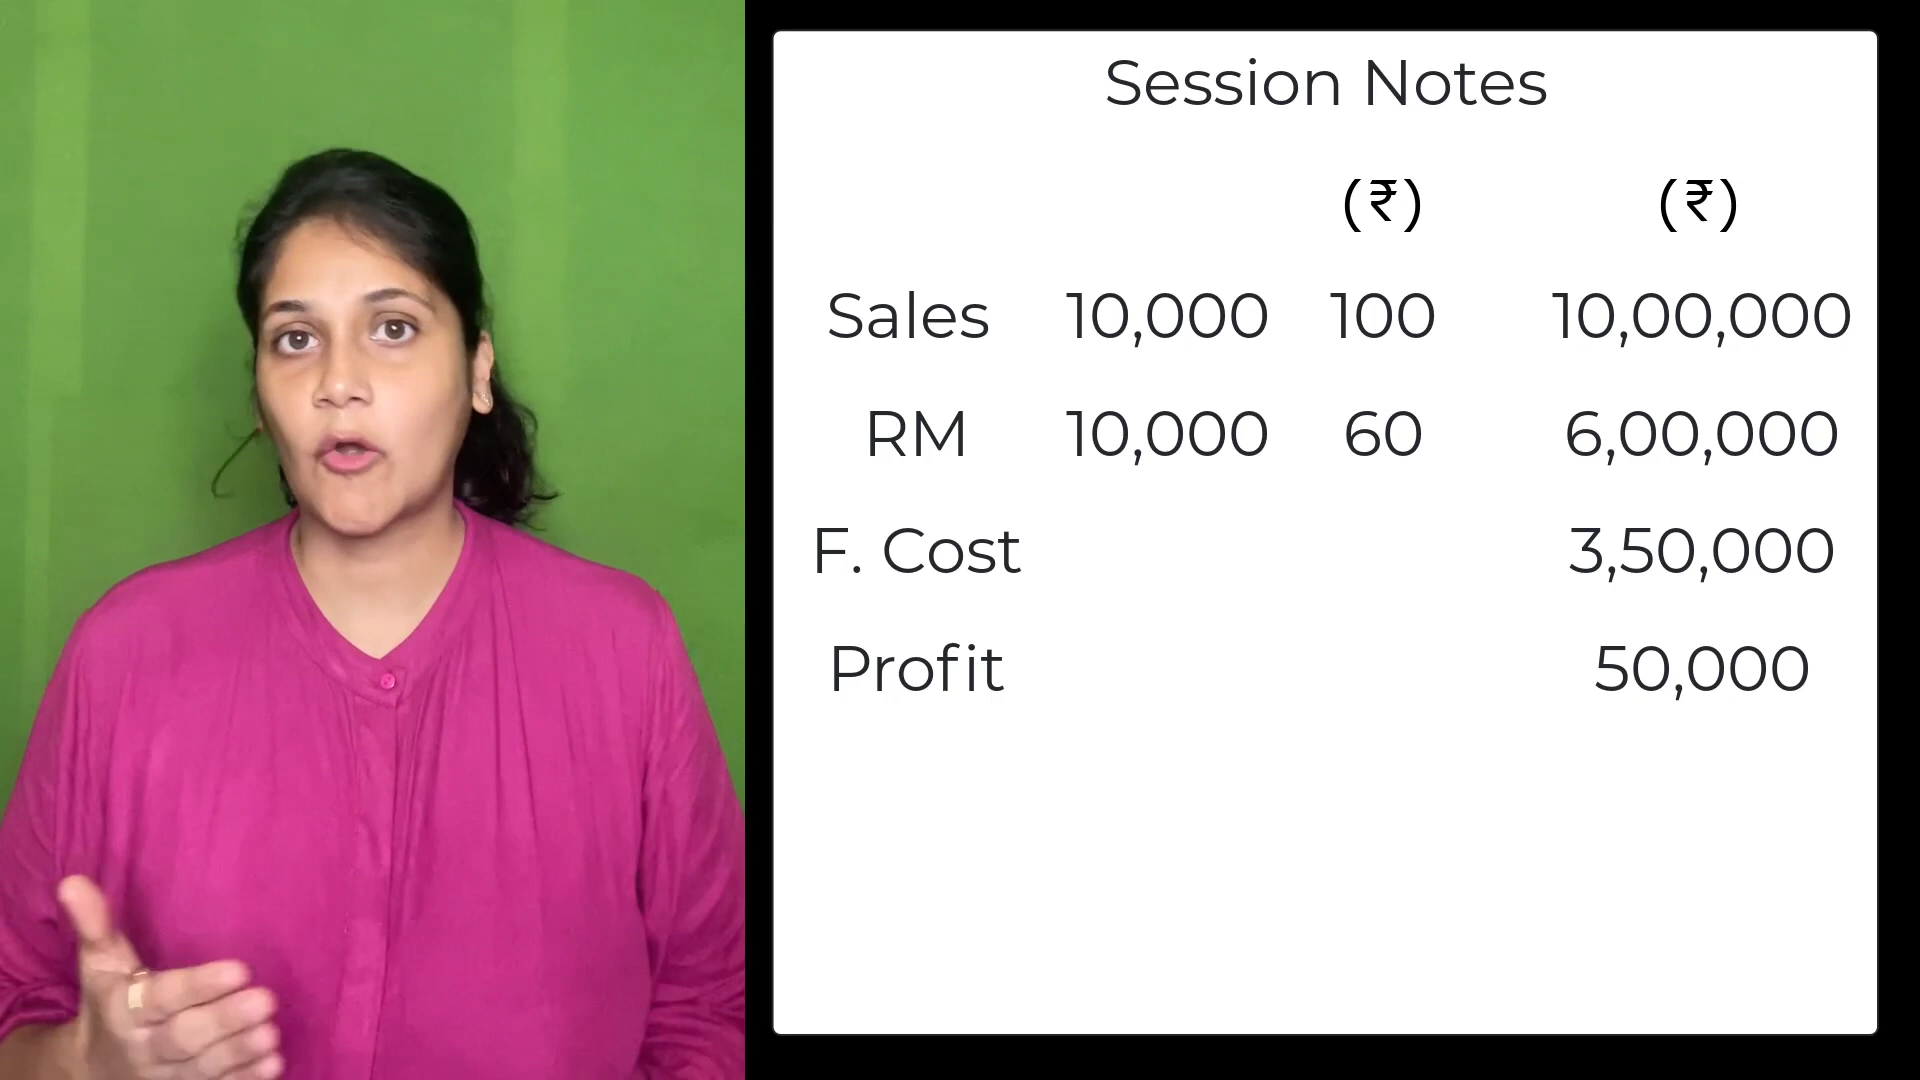 Session Notes
(₹) (₹)
Sales 10,000 100 10,00,000
RM 10,000 60 6,00,000
F. Cost 3,50,000
Profit 50,000